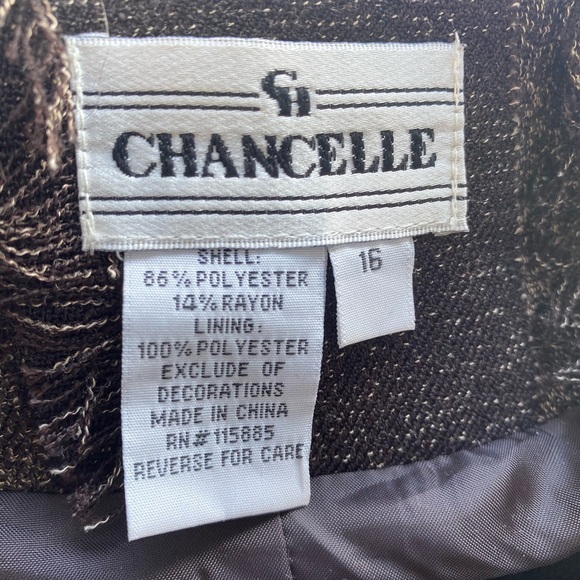 CH
CHANCELLE
SHELL:
86% POLYESTER
14% RAYON
LINING:
100% POLYESTER
EXCLUDE OF
DECORATIONS
MADE IN CHINA
RN# 115885
REVERSE FOR CARE
16